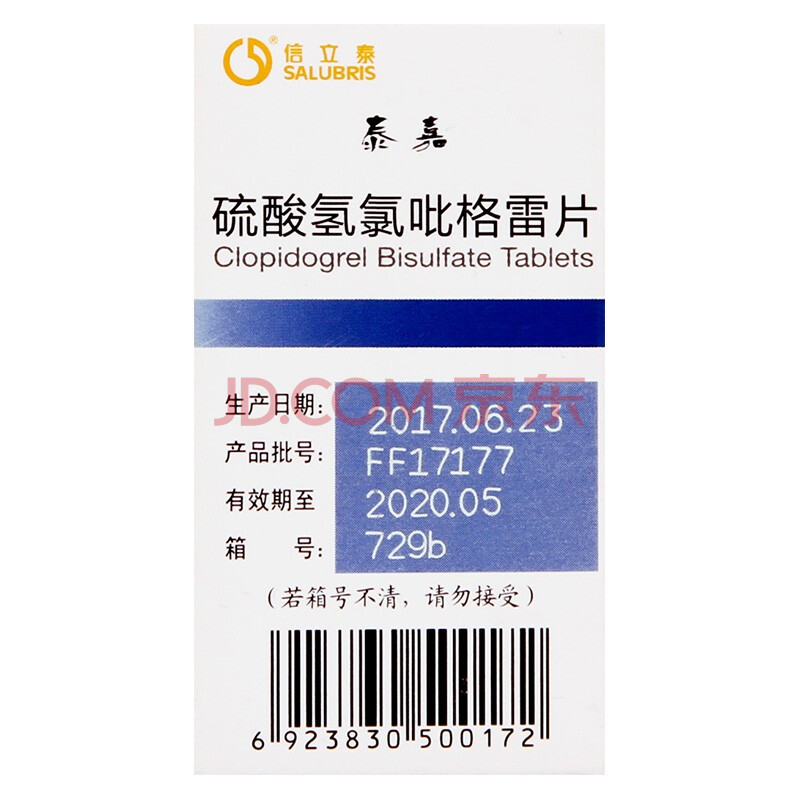 ® 信立泰
SALUBRIS
泰嘉
硫酸氢氯吡格雷片
Clopidogrel Bisulfate Tablets
JD.COM 京东
生产日期：2017.06.23
产品批号：FF17177
有效期至 2020.05
箱 号：729b
（若箱号不清，请勿接受）
6 923830 500172